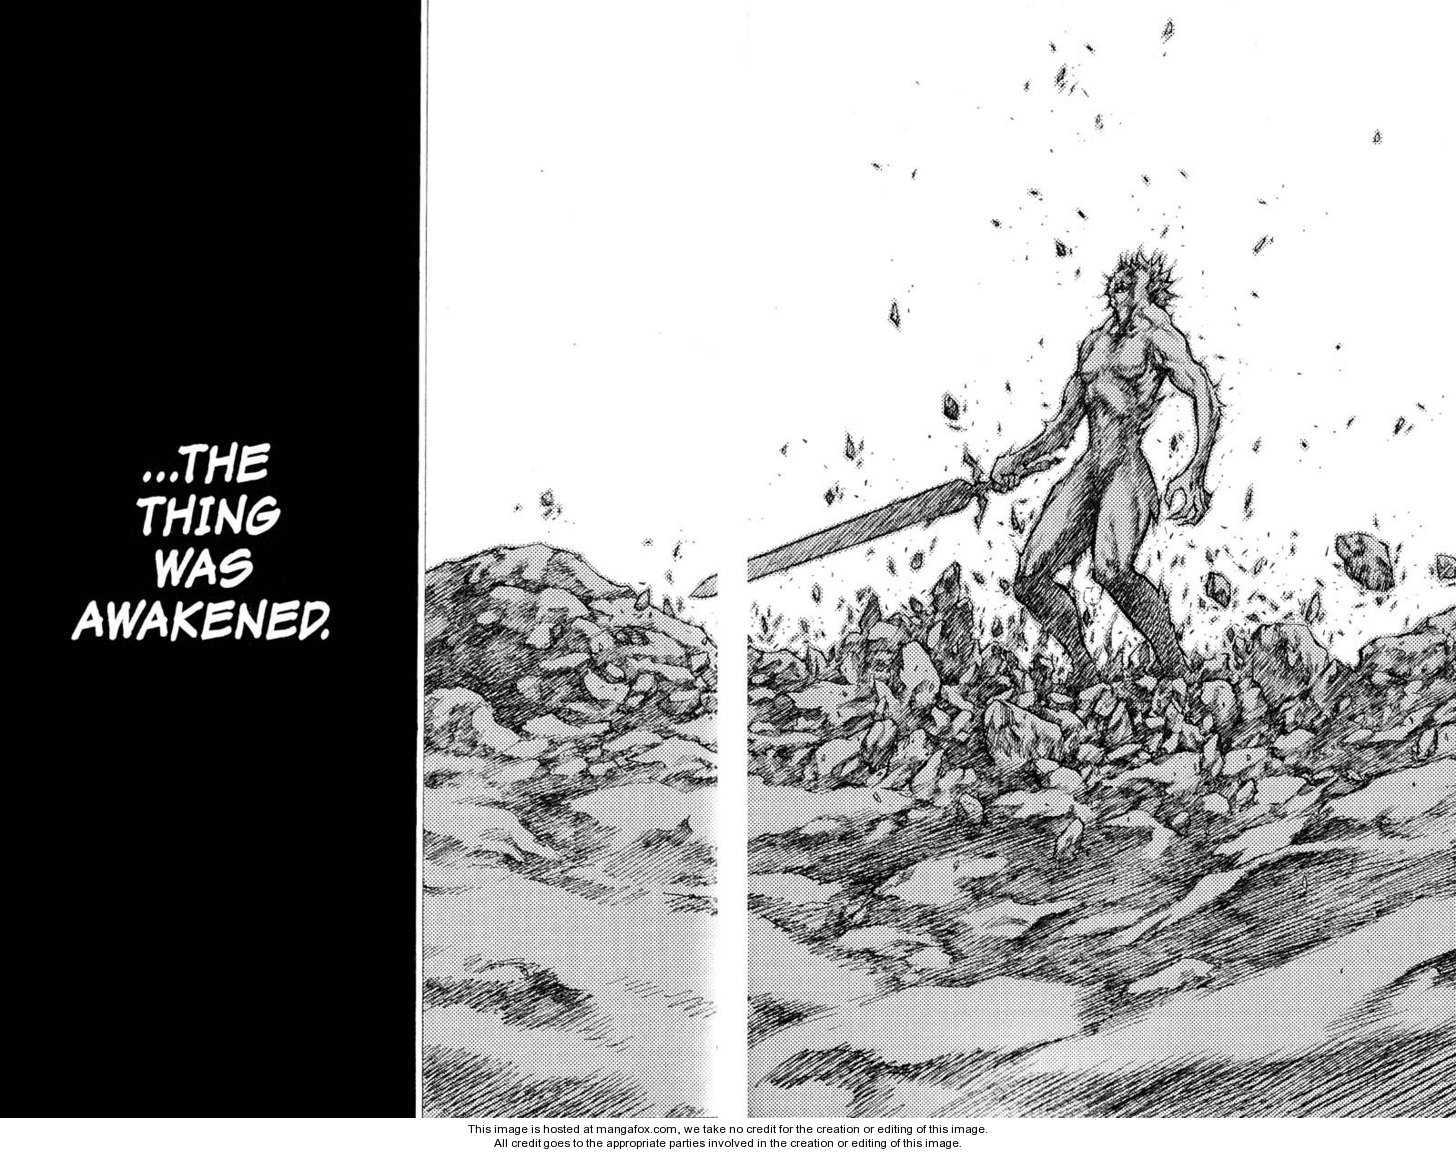 ...THE
THING
WAS
AWAKENED.
This image is hosted at mangafox.com, we take no credit for the creation or editing of this image.
All credit goes to the appropriate parties involved in the creation or editing of this image.